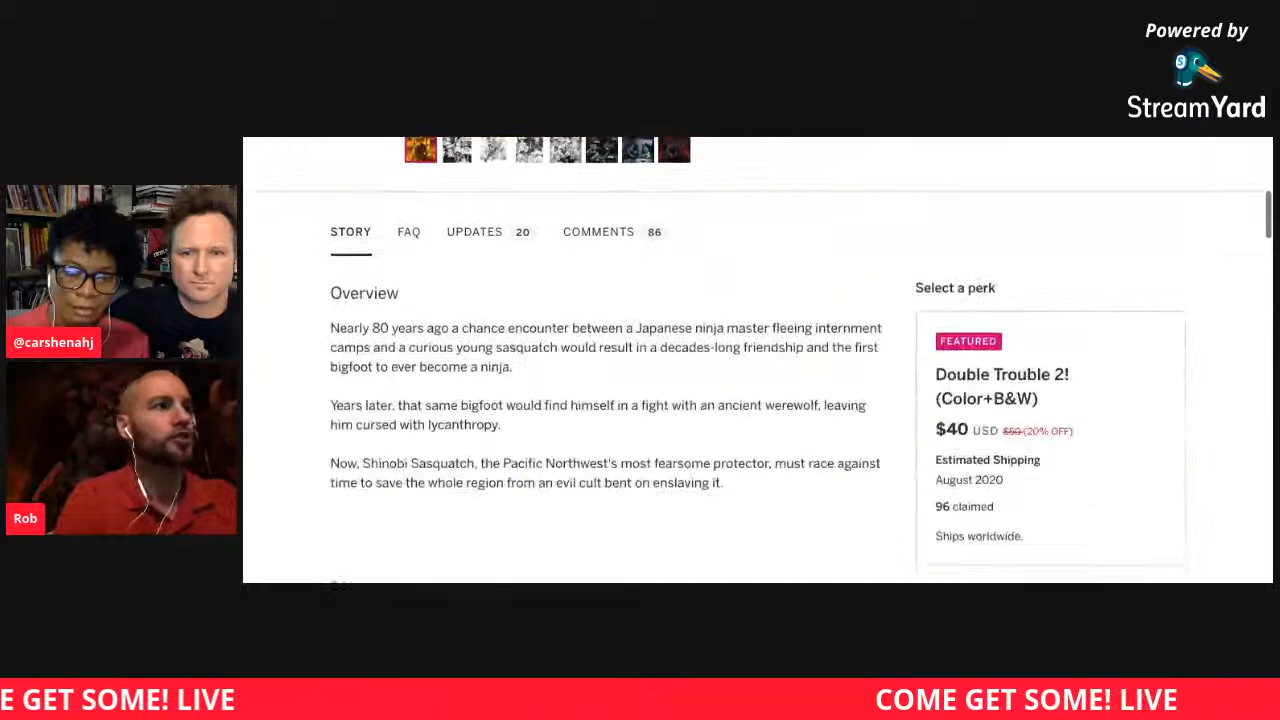 Powered by
StreamYard
STORY FAQ UPDATES 20 COMMENTS 86
Overview
Nearly 80 years ago a chance encounter between a Japanese ninja master fleeing internment
camps and a curious young sasquatch would result in a decades-long friendship and the first
bigfoot to ever become a ninja.
Years later, that same bigfoot would find himself in a fight with an ancient werewolf, leaving
him cursed with lycanthropy.
Now, Shinobi Sasquatch, the Pacific Northwest's most fearsome protector, must race against
time to save the whole region from an evil cult bent on enslaving it.
Select a perk
FEATURED
Double Trouble 2!
(Color+B&W)
$40 USD $50 (20% OFF)
Estimated Shipping
August 2020
96 claimed
Ships worldwide.
@carshenahj
Rob
E GET SOME! LIVE
COME GET SOME! LIVE